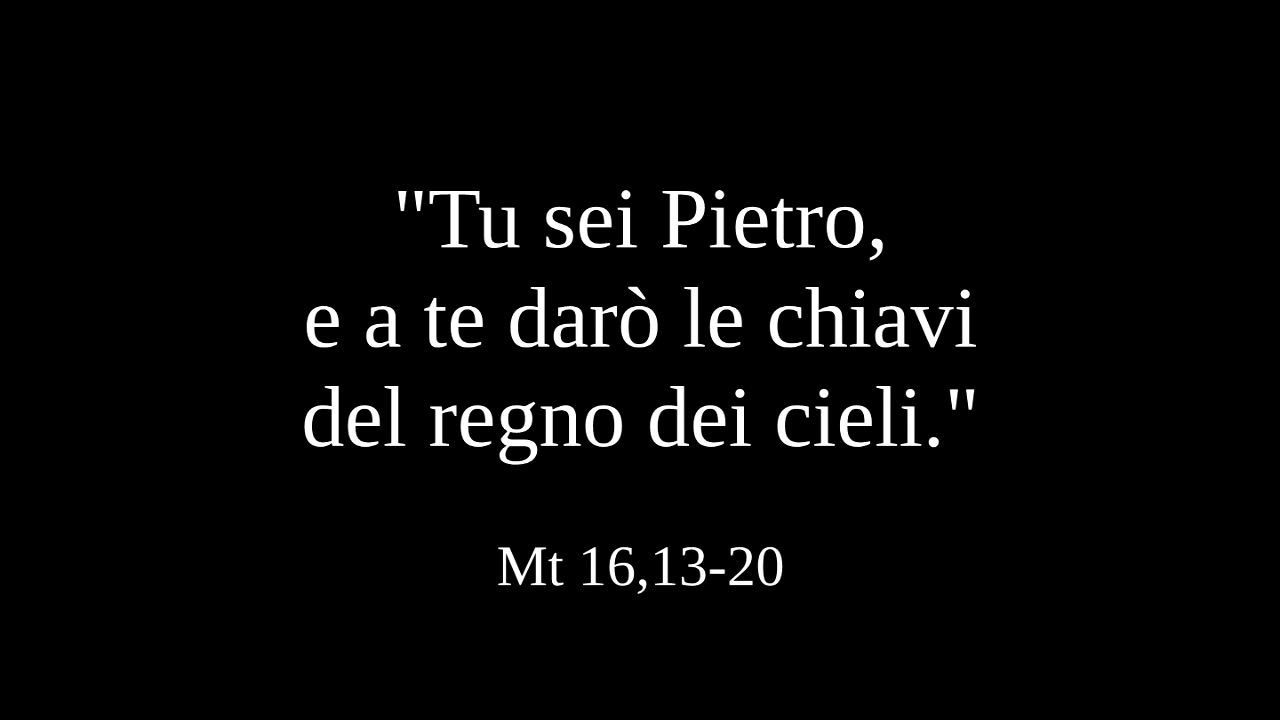 "Tu sei Pietro,
e a te darò le chiavi
del regno dei cieli."
Mt 16,13-20